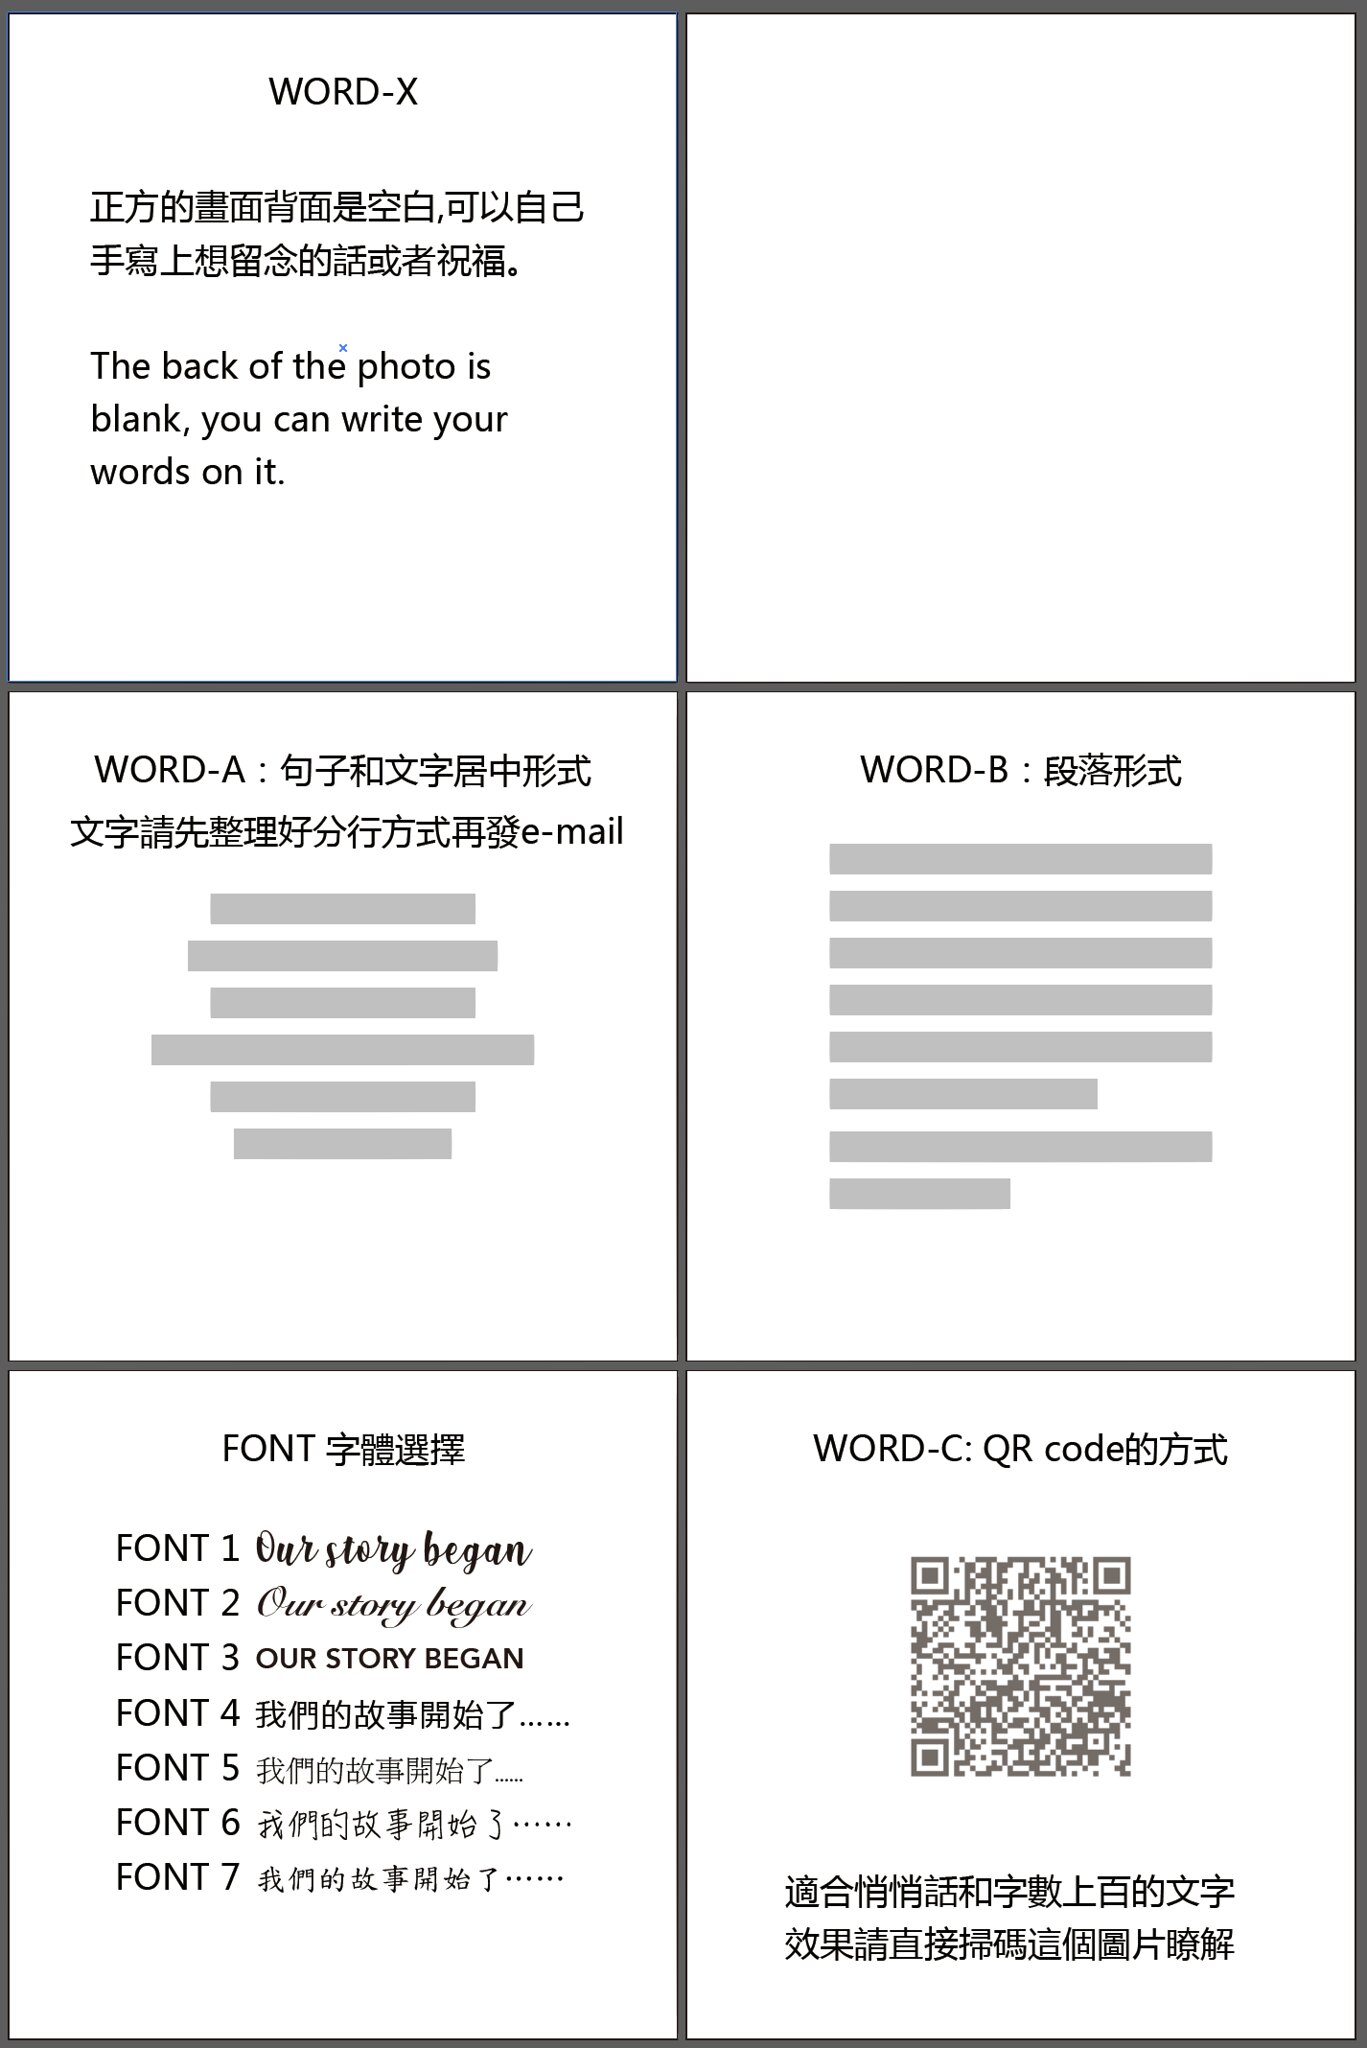 WORD-X
正方的畫面背面是空白,可以自己
手寫上想留念的話或者祝福。
The back of the photo is
blank, you can write your
words on it.
WORD-A：句子和文字居中形式
文字請先整理好分行方式再發e-mail
WORD-B：段落形式
FONT 字體選擇
FONT 1 Our story began
FONT 2 Our story began
FONT 3 OUR STORY BEGAN
FONT 4 我們的故事開始了……
FONT 5 我們的故事開始了……
FONT 6 我們的故事開始了……
FONT 7 我們的故事開始了……
WORD-C: QR code的方式
適合悄悄話和字數上百的文字
效果請直接掃碼這個圖片瞭解